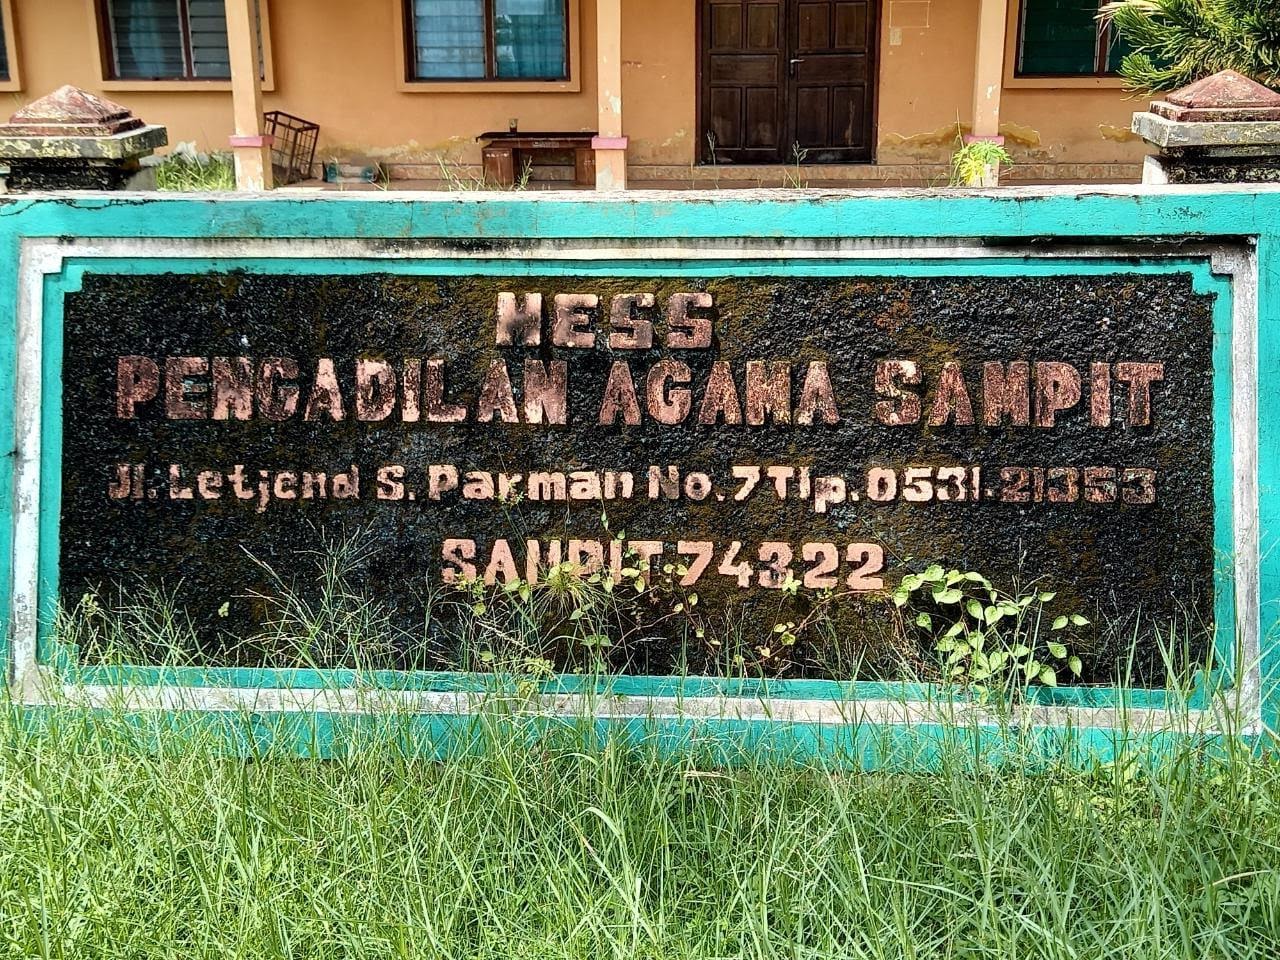 MESS
PENGADILAN AGAMA SAMPIT
Jl. Letjend S. Parman No. 7 Tlp. 0531. 21353
SAMPIT 74322